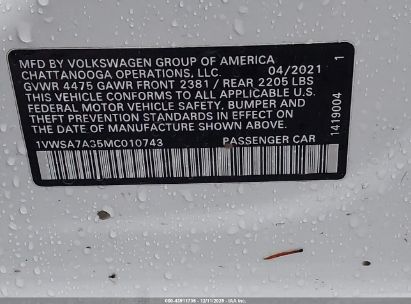 MFD BY VOLKSWAGEN GROUP OF AMERICA
CHATTANOOGA OPERATIONS, LLC. 04/2021
GVWR 4475 GAWR FRONT 2381 / REAR 2205 LBS
THIS VEHICLE CONFORMS TO ALL APPLICABLE
FEDERAL MOTOR VEHICLE SAFETY, BUMPER AND
THEFT PREVENTION STANDARDS IN EFFECT ON
THE DATE OF MANUFACTURE SHOWN ABOVE.
1VWSA7A35MC010743 PASSENGER CAR
1419004 1